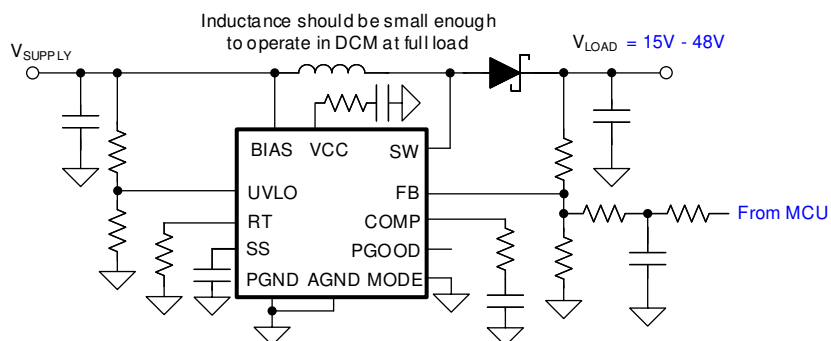 Inductance should be small enough
to operate in DCM at full load
VSUPPLY
VLOAD = 15V - 48V
BIAS VCC SW
UVLO FB
RT COMP
SS PGOOD
PGND AGND MODE
From MCU